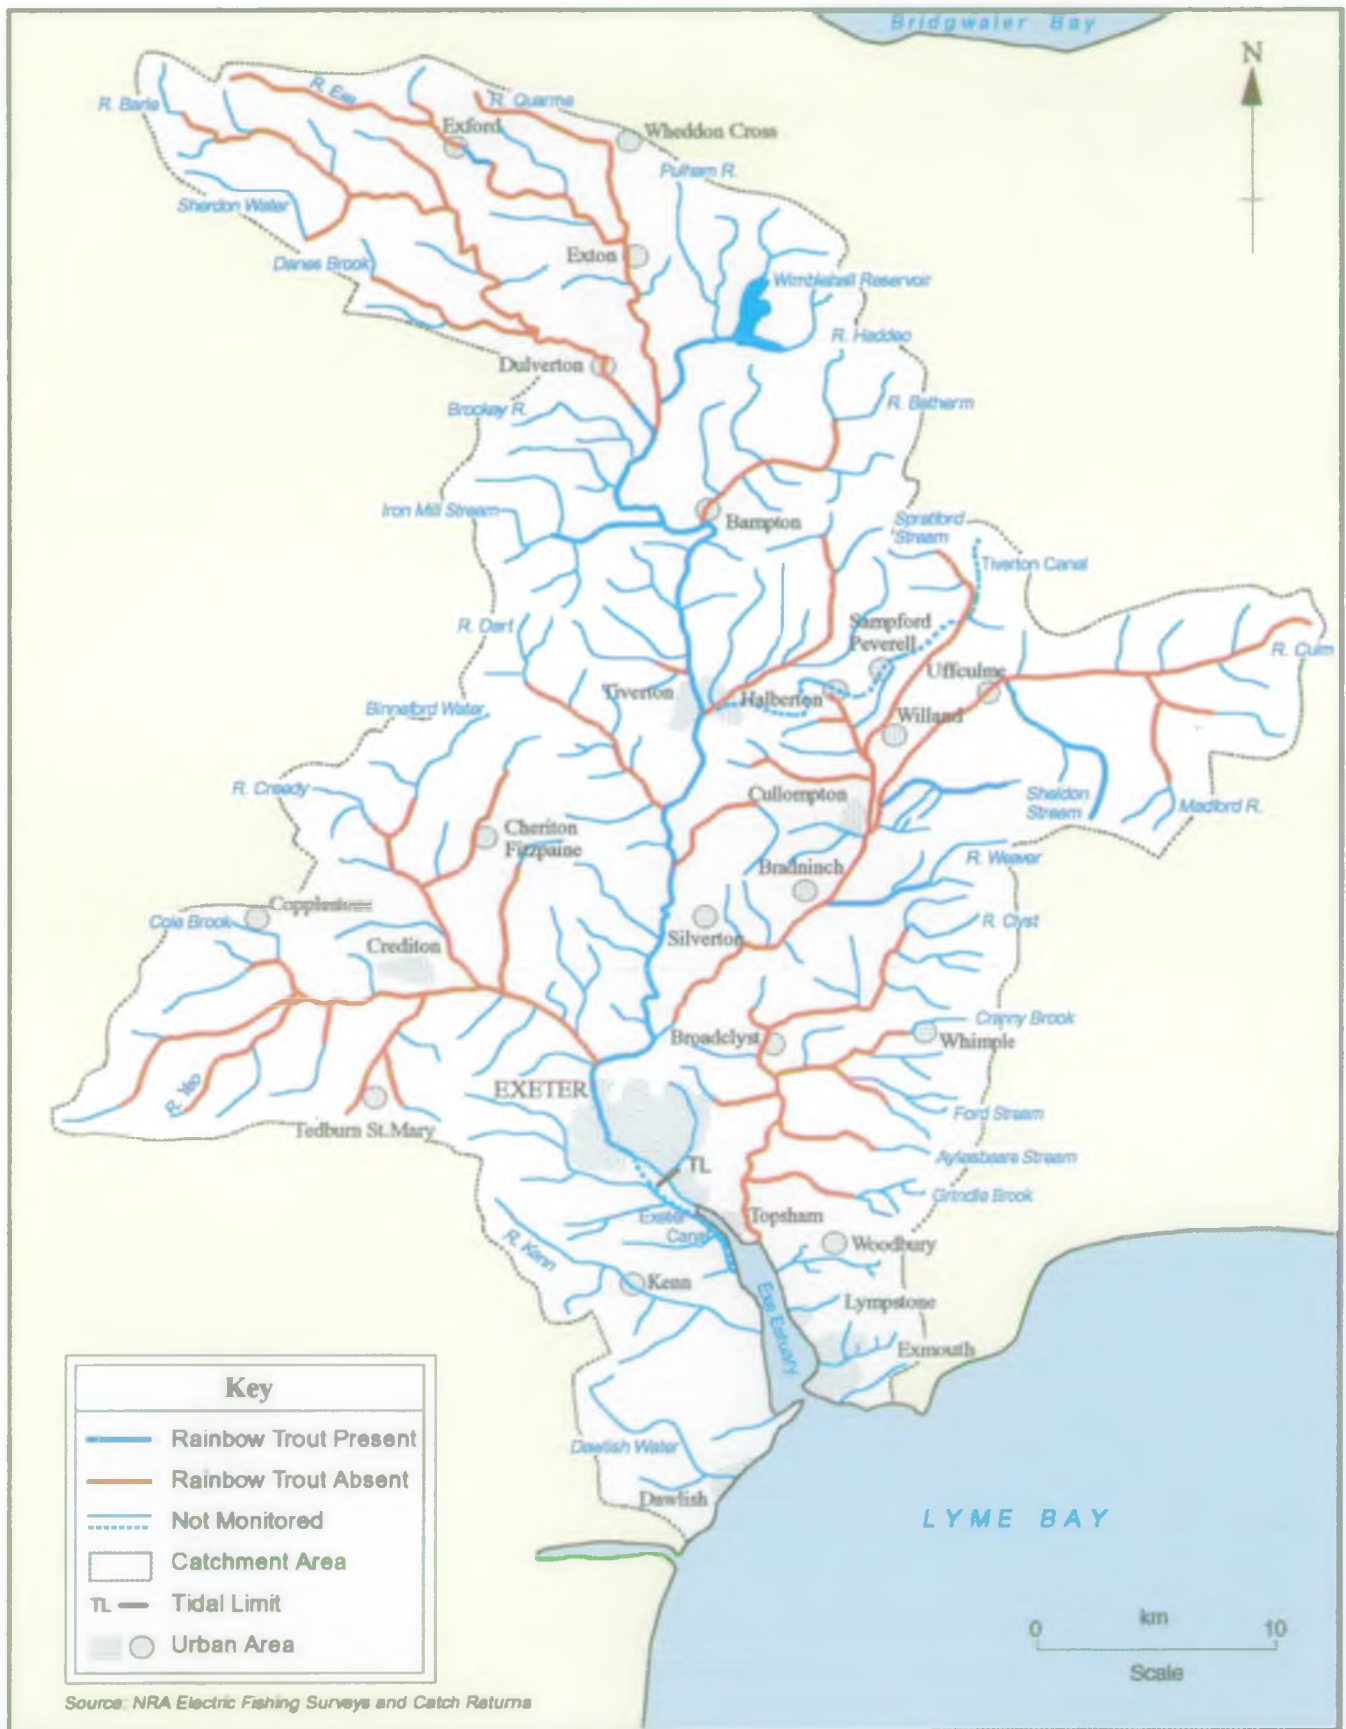 Bridgwater Bay
N
R. Barle
R. Exe
R. Quarme
Exford
Wheddon Cross
Pulham R.
Sherdon Water
Exton
Danes Brook
Wimbleball Reservoir
R. Haddeo
Dulverton
Brockey R.
R. Batherm
Iron Mill Stream
Bampton
Spratford
Stream
Tiverton Canal
R. Dart
Sampford
Peverell
R. Culm
Uffculme
Tiverton
Halberton
Binneford Water
Willand
R. Creedy
Cullompton
Sheldon
Stream
Madford R.
Cheriton
Fitzpaine
R. Weaver
Bradninch
Copplestone
Cole Brook
R. Clyst
Crediton
Silverton
Cranny Brook
Broadclyst
Whimple
R. Yeo
EXETER
Ford Stream
Tedburn St.Mary
Aylesbeare Stream
TL
Grindle Brook
Exeter
Canal
Topsham
R. Kenn
Woodbury
Kenn
Exe Estuary
Lympstone
Exmouth
Key
Rainbow Trout Present
Rainbow Trout Absent
Not Monitored
Catchment Area
TL Tidal Limit
Urban Area
Dawlish Water
Dawlish
LYME BAY
km
0 10
Scale
Source: NRA Electric Fishing Surveys and Catch Returns